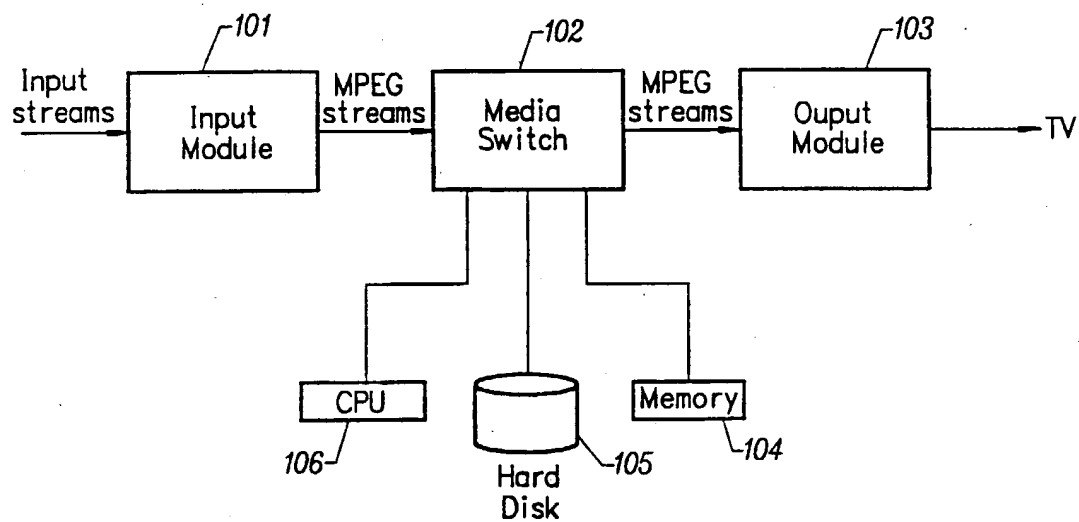 101
102
103
Input
streams
Input
Module
MPEG
streams
Media
Switch
MPEG
streams
Ouput
Module
TV
CPU
106
105
Hard
Disk
Memory
104